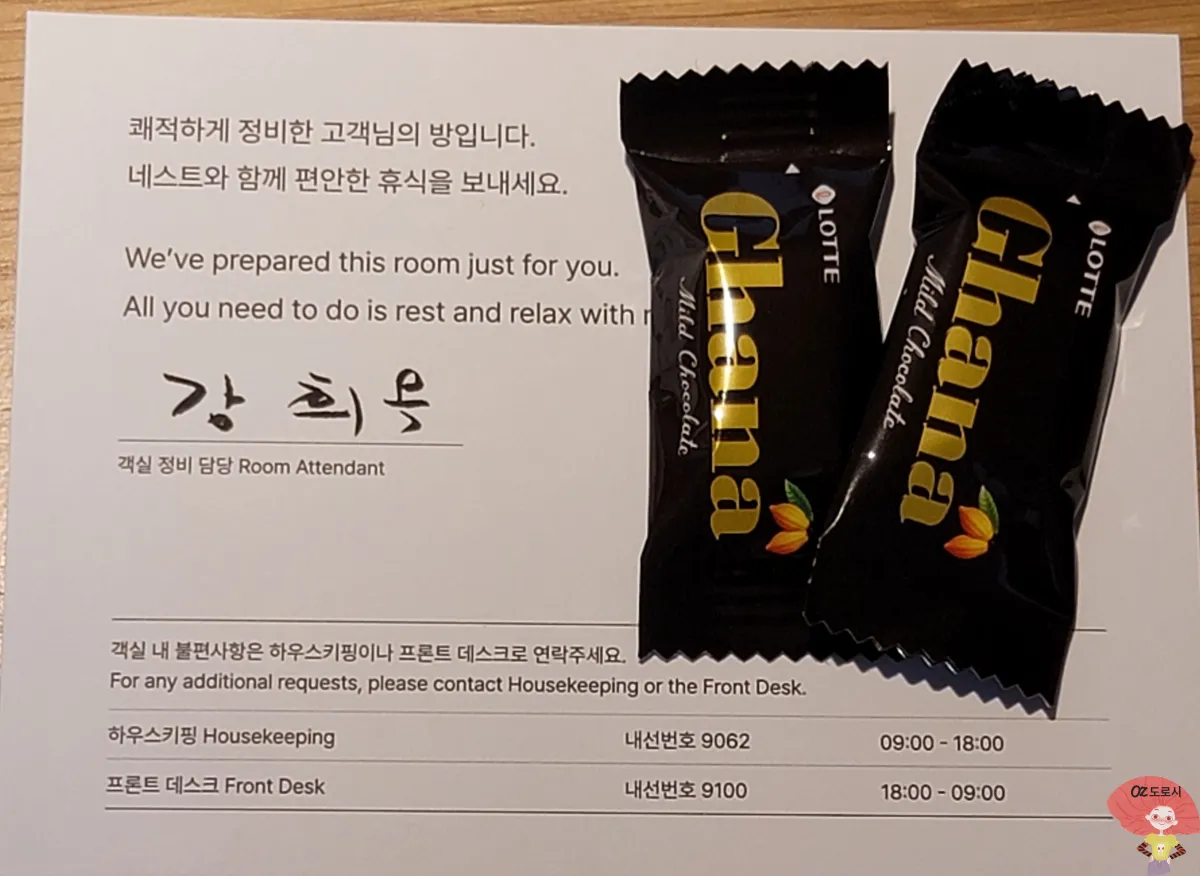 쾌적하게 정비한 고객님의 방입니다.
네스트와 함께 편안한 휴식을 보내세요.
We've prepared this room just for you.
All you need to do is rest and relax with
강 희
객실 정비 담당 Room Attendant
LOTTE
Ghana
Mild Chocolate
LOTTE
Ghana
Mild Chocolate
객실 내 불편사항은 하우스키핑이나 프론트 데스크로 연락주세요.
For any additional requests, please contact Housekeeping or the Front Desk.
하우스키핑 Housekeeping 내선번호 9062 09:00 - 18:00
프론트 데스크 Front Desk 내선번호 9100 18:00 - 09:00
oz도로시